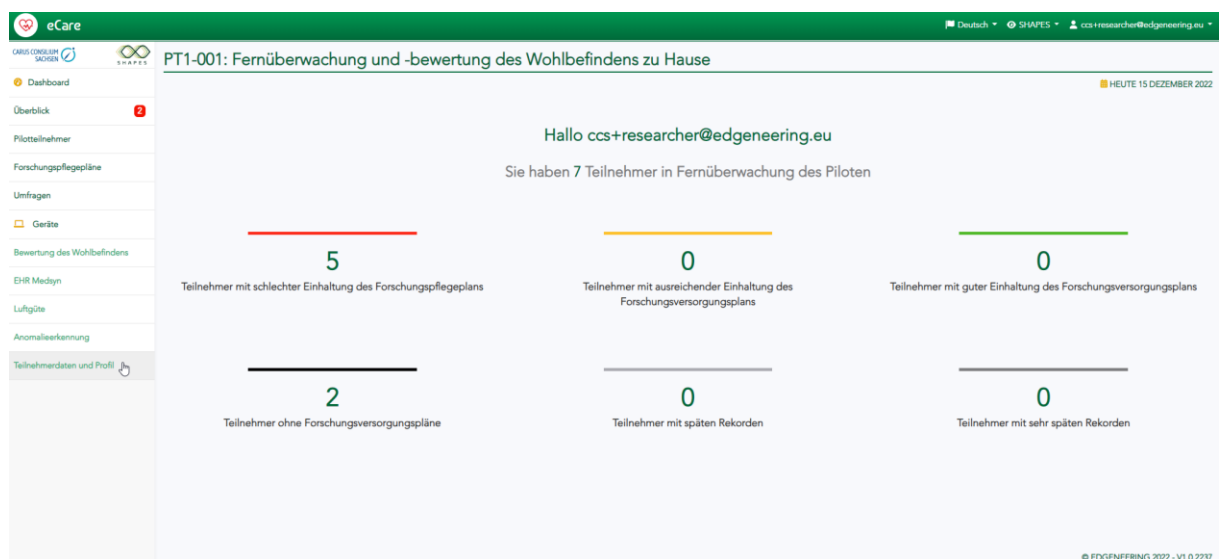 eCare
Deutsch
SHAPES
ccs+researcher@edgeneering.eu
CARUS CONSILIUM
SACHSEN
SHAPES
PT1-001: Fernüberwachung und -bewertung des Wohlbefindens zu Hause
HEUTE 15 DEZEMBER 2022
Dashboard
Überblick
2
Pilotteilnehmer
Forschungspflegepläne
Umfragen
Geräte
Bewertung des Wohlbefindens
EHR Medsyn
Luftgüte
Anomalieerkennung
Teilnehmerdaten und Profil
Hallo ccs+researcher@edgeneering.eu
Sie haben 7 Teilnehmer in Fernüberwachung des Piloten
5
Teilnehmer mit schlechter Einhaltung des Forschungspflegeplans
0
Teilnehmer mit ausreichender Einhaltung des
Forschungsversorgungsplans
0
Teilnehmer mit guter Einhaltung des Forschungsversorgungsplans
2
Teilnehmer ohne Forschungsversorgungspläne
0
Teilnehmer mit späten Rekorden
0
Teilnehmer mit sehr späten Rekorden
© EDGENEERING 2022 - V1.0.2237